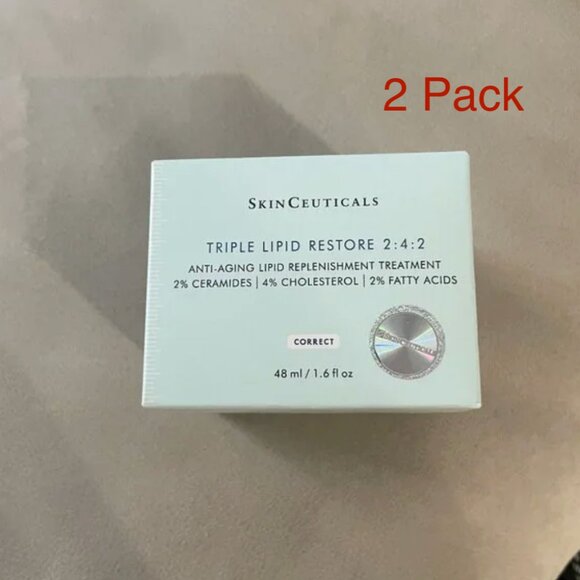 2 Pack
SKINCEUTICALS
TRIPLE LIPID RESTORE 2:4:2
ANTI-AGING LIPID REPLENISHMENT TREATMENT
2% CERAMIDES | 4% CHOLESTEROL | 2% FATTY ACIDS
CORRECT
SKINCEUTICALS
48 ml / 1.6 fl oz